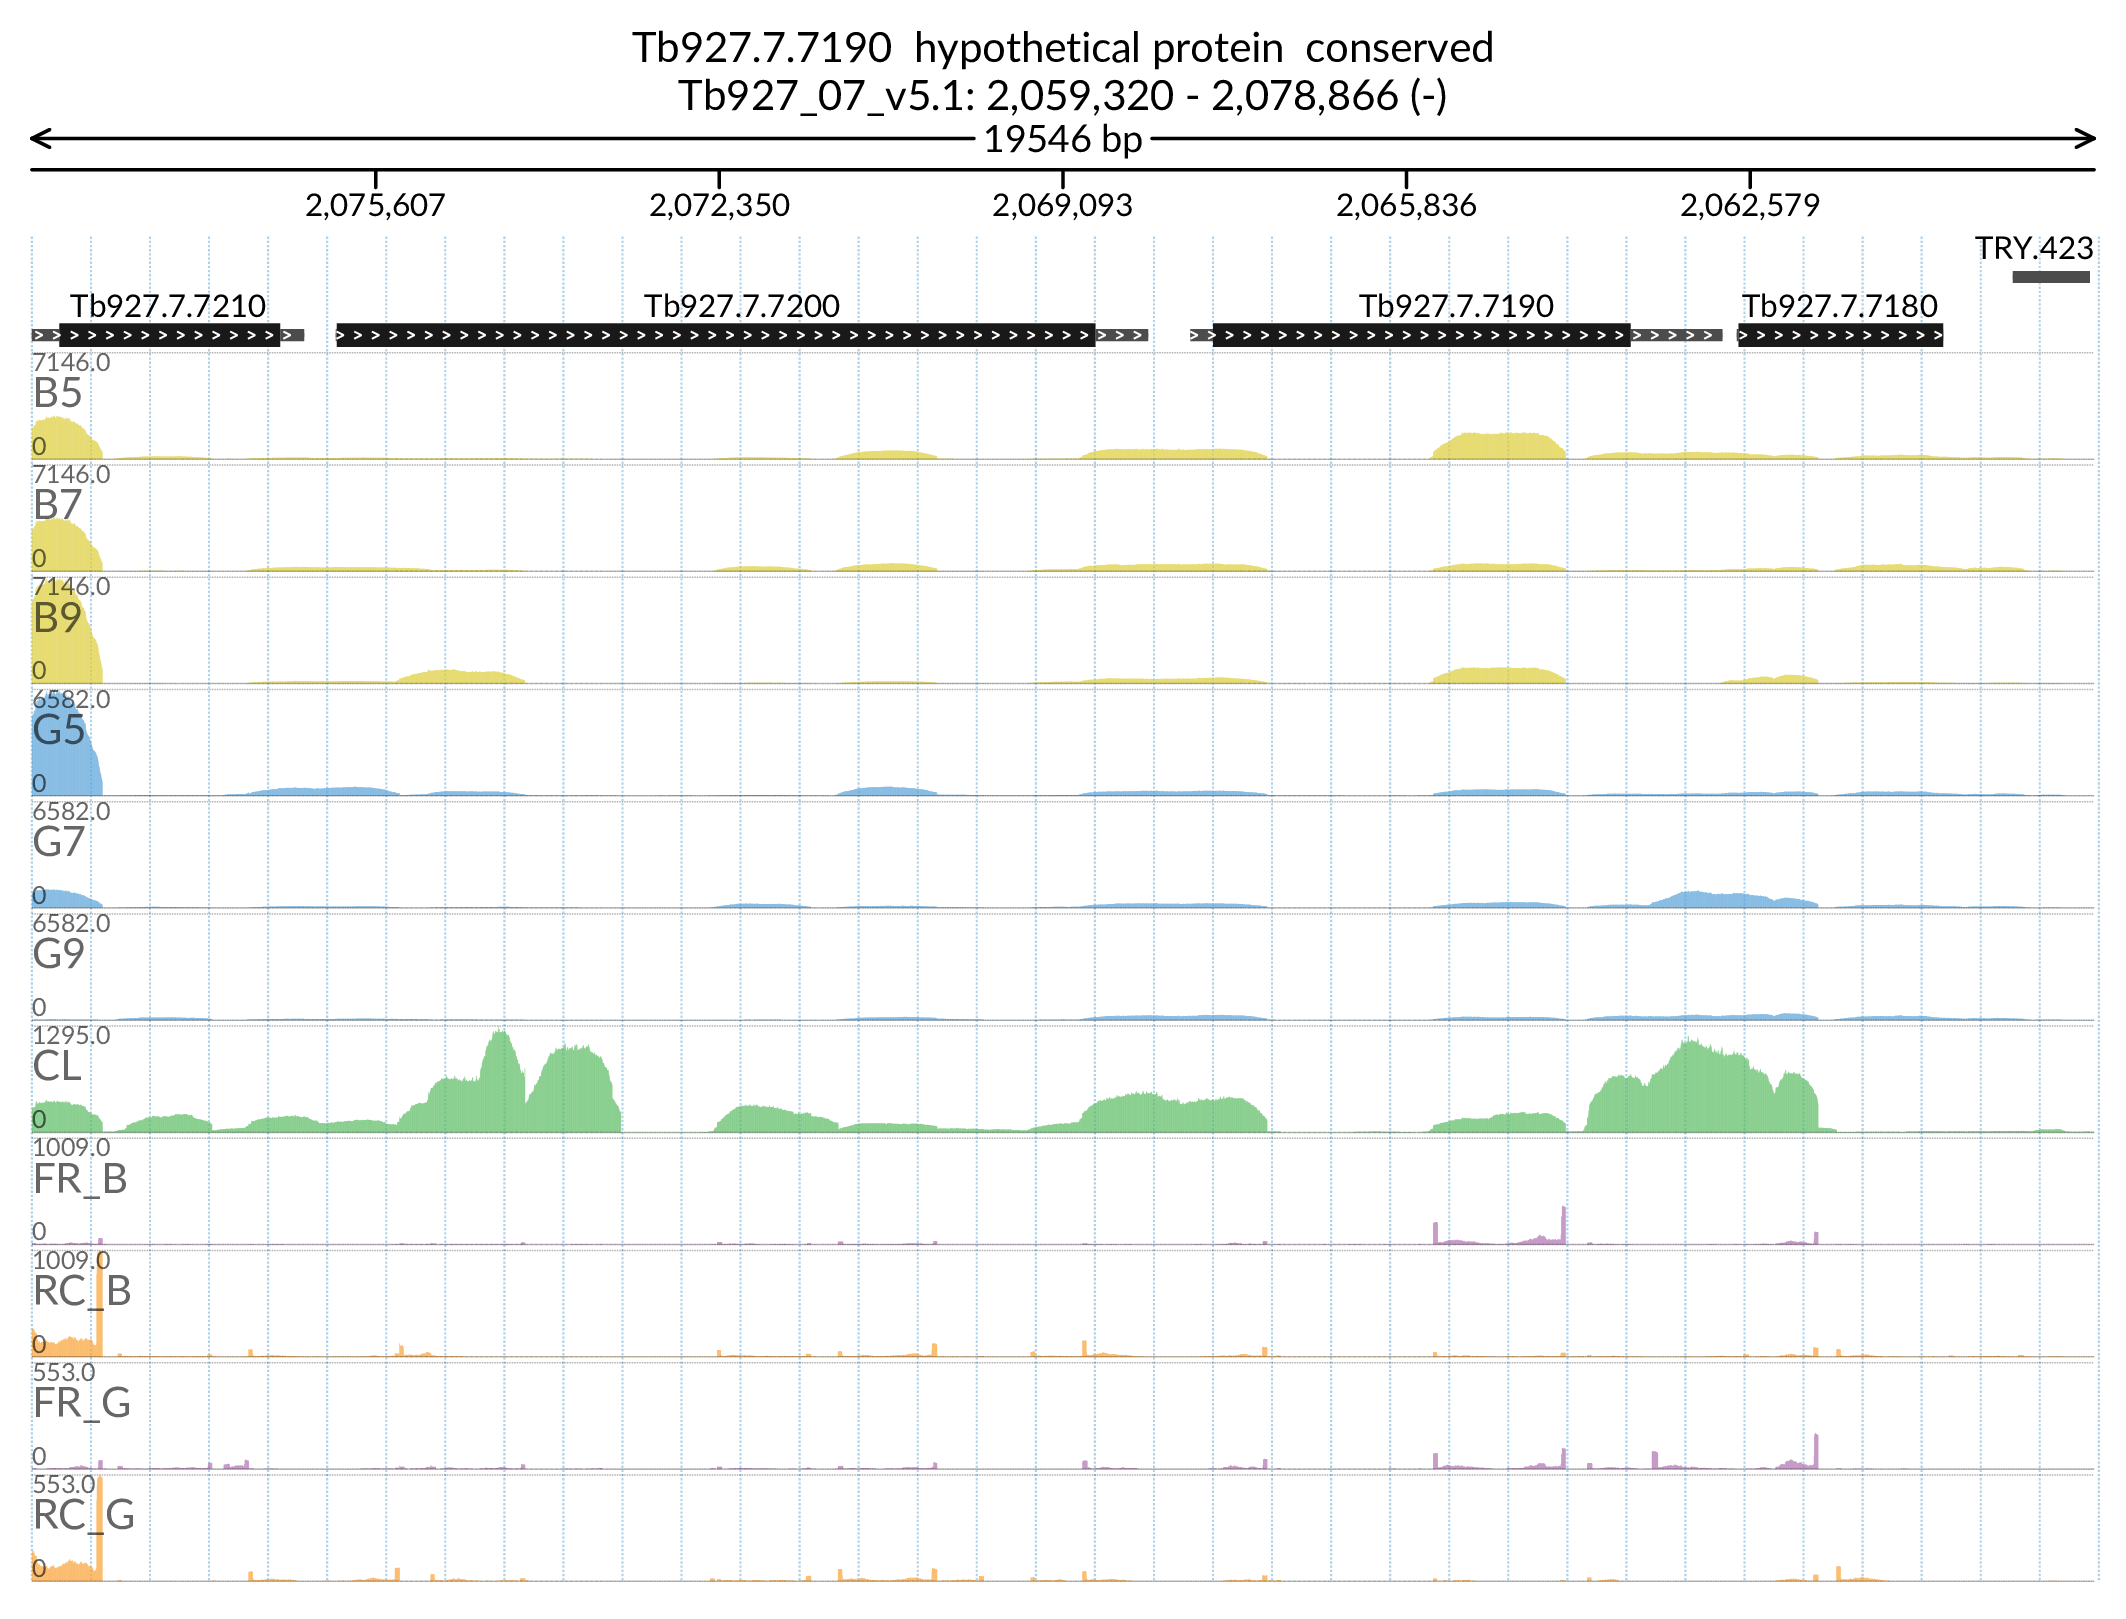 Tb927.7.7190 hypothetical protein conserved
Tb927_07_v5.1: 2,059,320 - 2,078,866 (-)
19546 bp
2,075,607 2,072,350 2,069,093 2,065,836 2,062,579
TRY.423
Tb927.7.7210 Tb927.7.7200 Tb927.7.7190 Tb927.7.7180
7146.0
B5
0
7146.0
B7
0
7146.0
B9
0
6582.0
G5
0
6582.0
G7
0
6582.0
G9
0
1295.0
CL
0
1009.0
FR_B
0
1009.0
RC_B
0
553.0
FR_G
0
553.0
RC_G
0